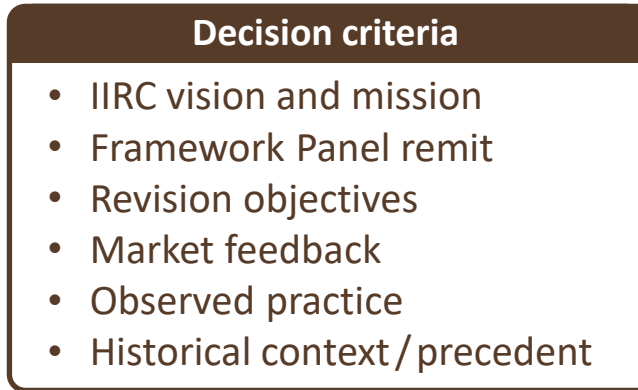 Decision criteria
• IIRC vision and mission
• Framework Panel remit
• Revision objectives
• Market feedback
• Observed practice
• Historical context / precedent